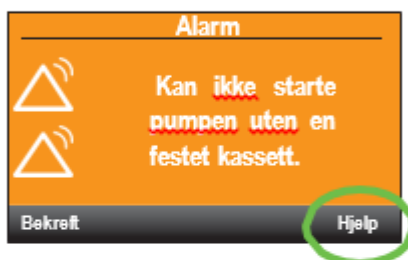 Alarm
Kan ikke starte
pumpen uten en
festet kassett.
Bekreft
Hjelp